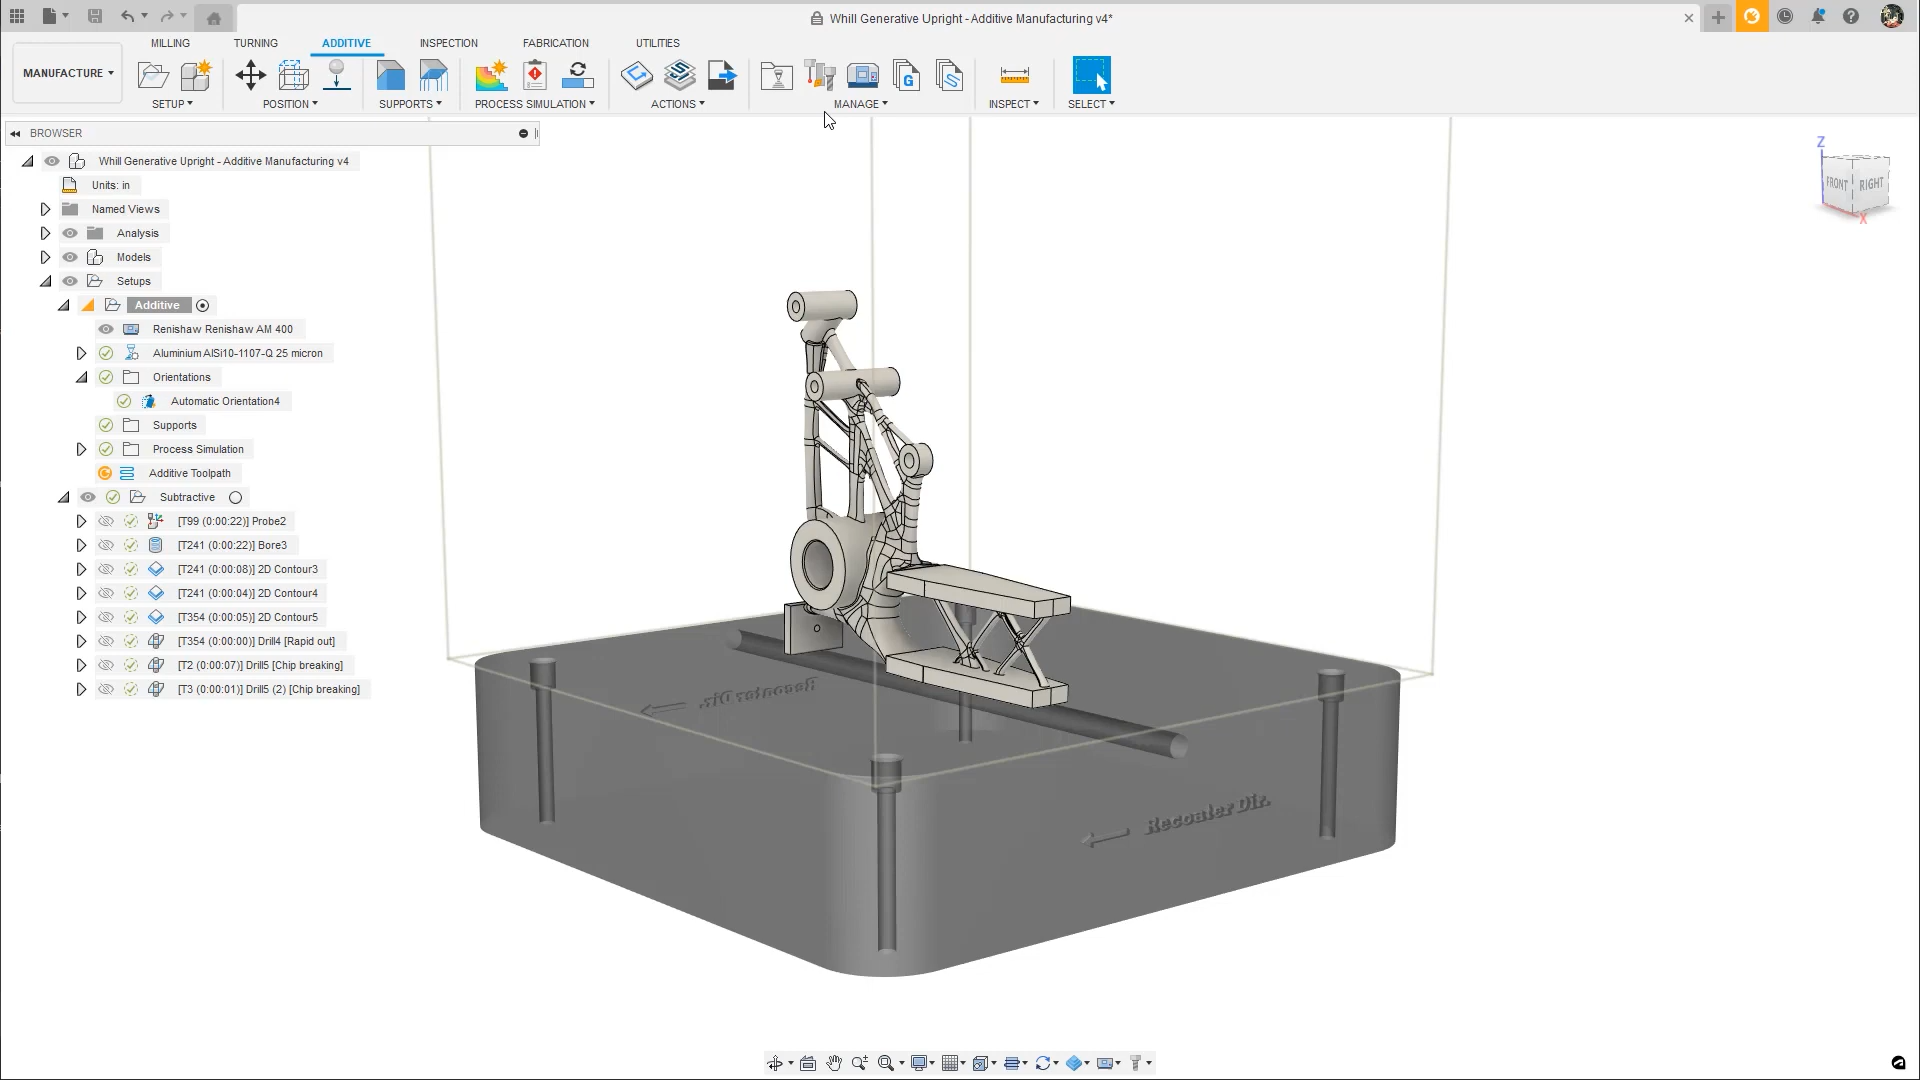 Whill Generative Upright - Additive Manufacturing v4*
MILLING TURNING ADDITIVE INSPECTION FABRICATION UTILITIES
MANUFACTURE
SETUP POSITION SUPPORTS PROCESS SIMULATION ACTIONS MANAGE INSPECT SELECT
BROWSER
Whill Generative Upright - Additive Manufacturing v4
Units: in
Named Views
Analysis
Models
Setups
Additive
Renishaw Renishaw AM 400
Aluminium AlSi10-1107-Q 25 micron
Orientations
Automatic Orientation4
Supports
Process Simulation
Additive Toolpath
Subtractive
[T99 (0:00:22)] Probe2
[T241 (0:00:22)] Bore3
[T241 (0:00:08)] 2D Contour3
[T241 (0:00:04)] 2D Contour4
[T354 (0:00:05)] 2D Contour5
[T354 (0:00:00)] Drill4 [Rapid out]
[T2 (0:00:07)] Drill5 [Chip breaking]
[T3 (0:00:01)] Drill5 (2) [Chip breaking]
Z
FRONT RIGHT
X
Recoater Dir.
Recoater Dir.